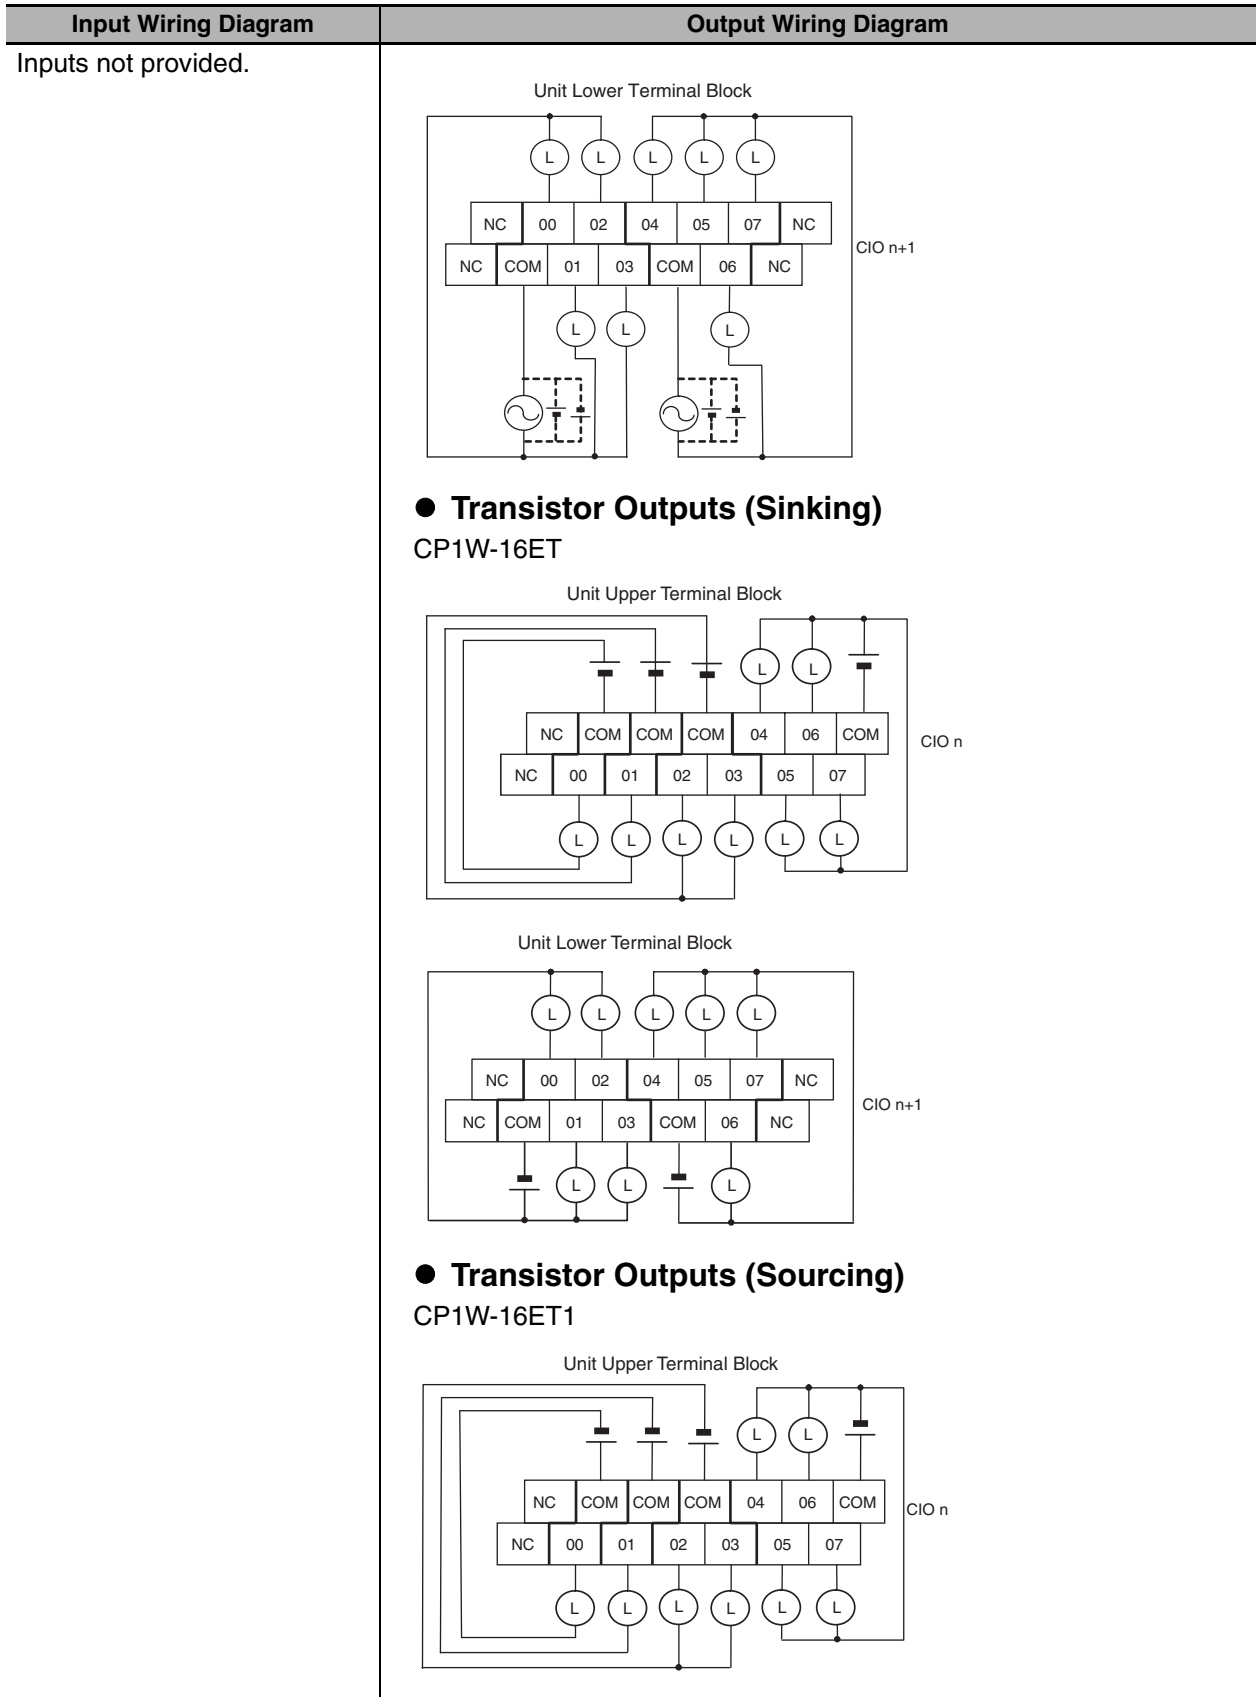 Input Wiring Diagram Output Wiring Diagram
Inputs not provided.
Unit Lower Terminal Block
L L L L L
NC 00 02 04 05 07 NC
CIO n+1
NC COM 01 03 COM 06 NC
L L L
● Transistor Outputs (Sinking)
CP1W-16ET
Unit Upper Terminal Block
L L
NC COM COM COM 04 06 COM
CIO n
NC 00 01 02 03 05 07
L L L L L L
Unit Lower Terminal Block
L L L L L
NC 00 02 04 05 07 NC
CIO n+1
NC COM 01 03 COM 06 NC
L L L
● Transistor Outputs (Sourcing)
CP1W-16ET1
Unit Upper Terminal Block
L L
NC COM COM COM 04 06 COM
CIO n
NC 00 01 02 03 05 07
L L L L L L